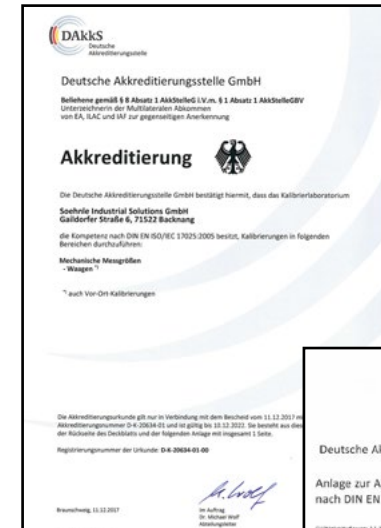 DAkkS
Deutsche
Akkreditierungsstelle
Deutsche Akkreditierungsstelle GmbH
Beliehene gemäß § 8 Absatz 1 AkkStelleG i.V.m. § 1 Absatz 1 AkkStelleGBV
Unterzeichnerin der Multilateralen Abkommen
von EA, ILAC und IAF zur gegenseitigen Anerkennung
Akkreditierung
Die Deutsche Akkreditierungsstelle GmbH bestätigt hiermit, dass das Kalibrierlaboratorium
Soehnle Industrial Solutions GmbH
Gaildorfer Straße 6, 71522 Backnang
die Kompetenz nach DIN EN ISO/IEC 17025:2005 besitzt, Kalibrierungen in folgenden
Bereichen durchzuführen:
Mechanische Messgrößen
- Waagen *)
*) auch Vor-Ort-Kalibrierungen
Die Akkreditierungsurkunde gilt nur in Verbindung mit dem Bescheid vom 11.12.2017
Akkreditierungsnummer D-K-20634-01 und ist gültig bis 10.12.2022. Sie besteht aus
der Rückseite des Deckblatts und der folgenden Anlage mit insgesamt 1 Seite.
Registrierungsnummer der Urkunde: D-K-20634-01-00
Braunschweig, 11.12.2017
Im Auftrag
Dr. Michael Wolf
Abteilungsleiter
Deutsche
Anlage zur
nach DIN EN